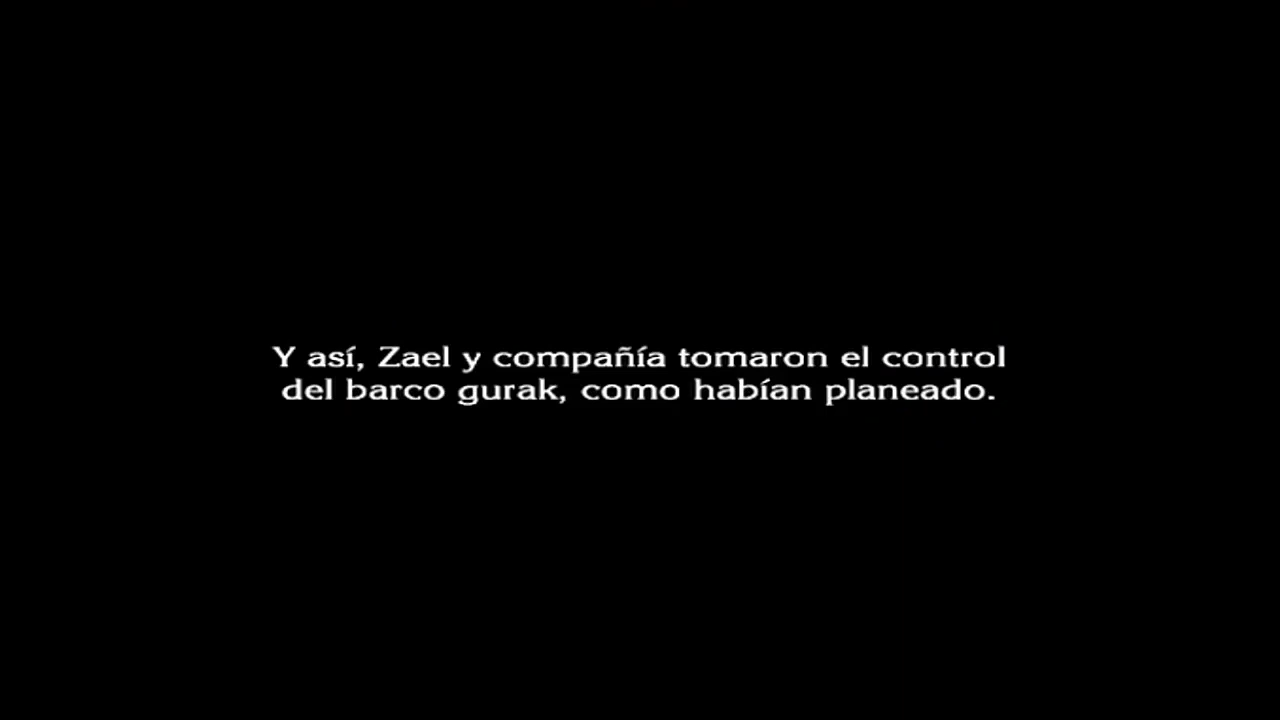 Y así, Zael y compañía tomaron el control
del barco gurak, como habían planeado.